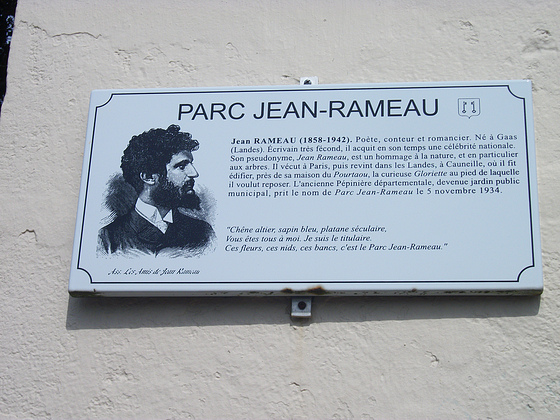 PARC JEAN-RAMEAU
Jean RAMEAU (1858-1942). Poète, conteur et romancier. Né à Gaas
(Landes). Écrivain très fécond, il acquit en son temps une célébrité nationale.
Son pseudonyme, Jean Rameau, est un hommage à la nature, et en particulier
aux arbres. Il vécut à Paris, puis revint dans les Landes, à Cauneille, où il fit
édifier, près de sa maison du Pourtaou, la curieuse Gloriette au pied de laquelle
il voulut reposer. L'ancienne Pépinière départementale, devenue jardin public
municipal, prit le nom de Parc Jean-Rameau le 5 novembre 1934.
"Chêne altier, sapin bleu, platane séculaire,
Vous êtes tous à moi. Je suis le titulaire.
Ces fleurs, ces nids, ces bancs, c'est le Parc Jean-Rameau."
Ass. Les Amis de Jean Rameau